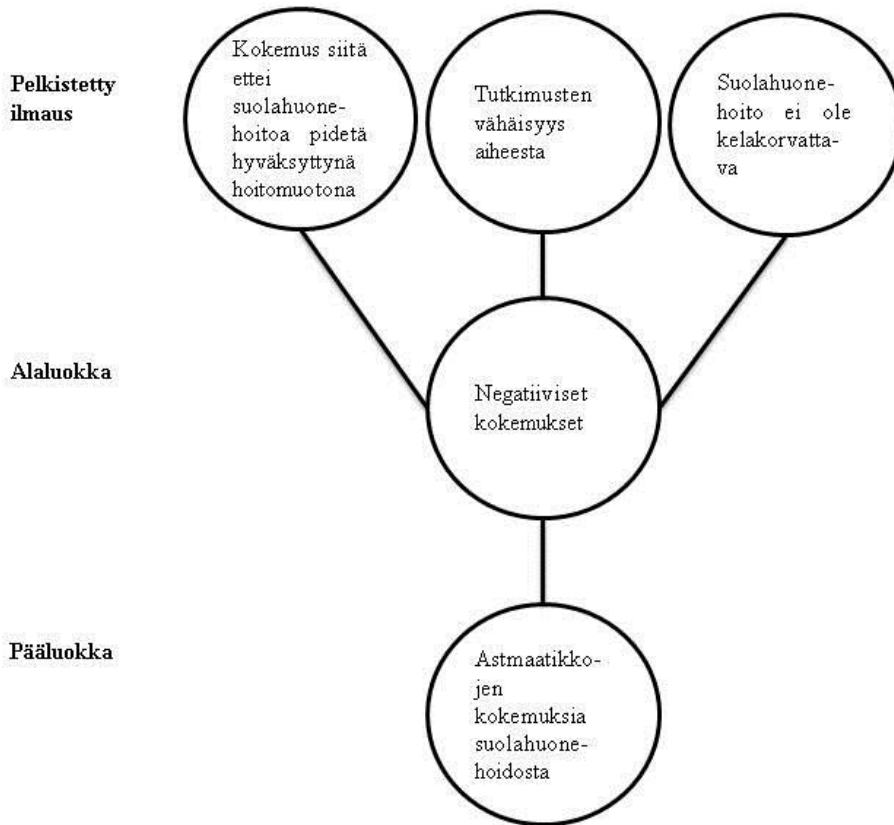 Pelkistetty
ilmaus
Kokemus siitä
ettei
suolahuone-
hoitoa pidetä
hyväksyttynä
hoitomuotona
Tutkimusten
vähäisyys
aiheesta
Suolahuone-
hoito ei ole
kelakorvatta-
va
Alaluokka
Negatiiviset
kokemukset
Pääluokka
Astmaatikko-
jen
kokemuksia
suolahuone-
hoidosta